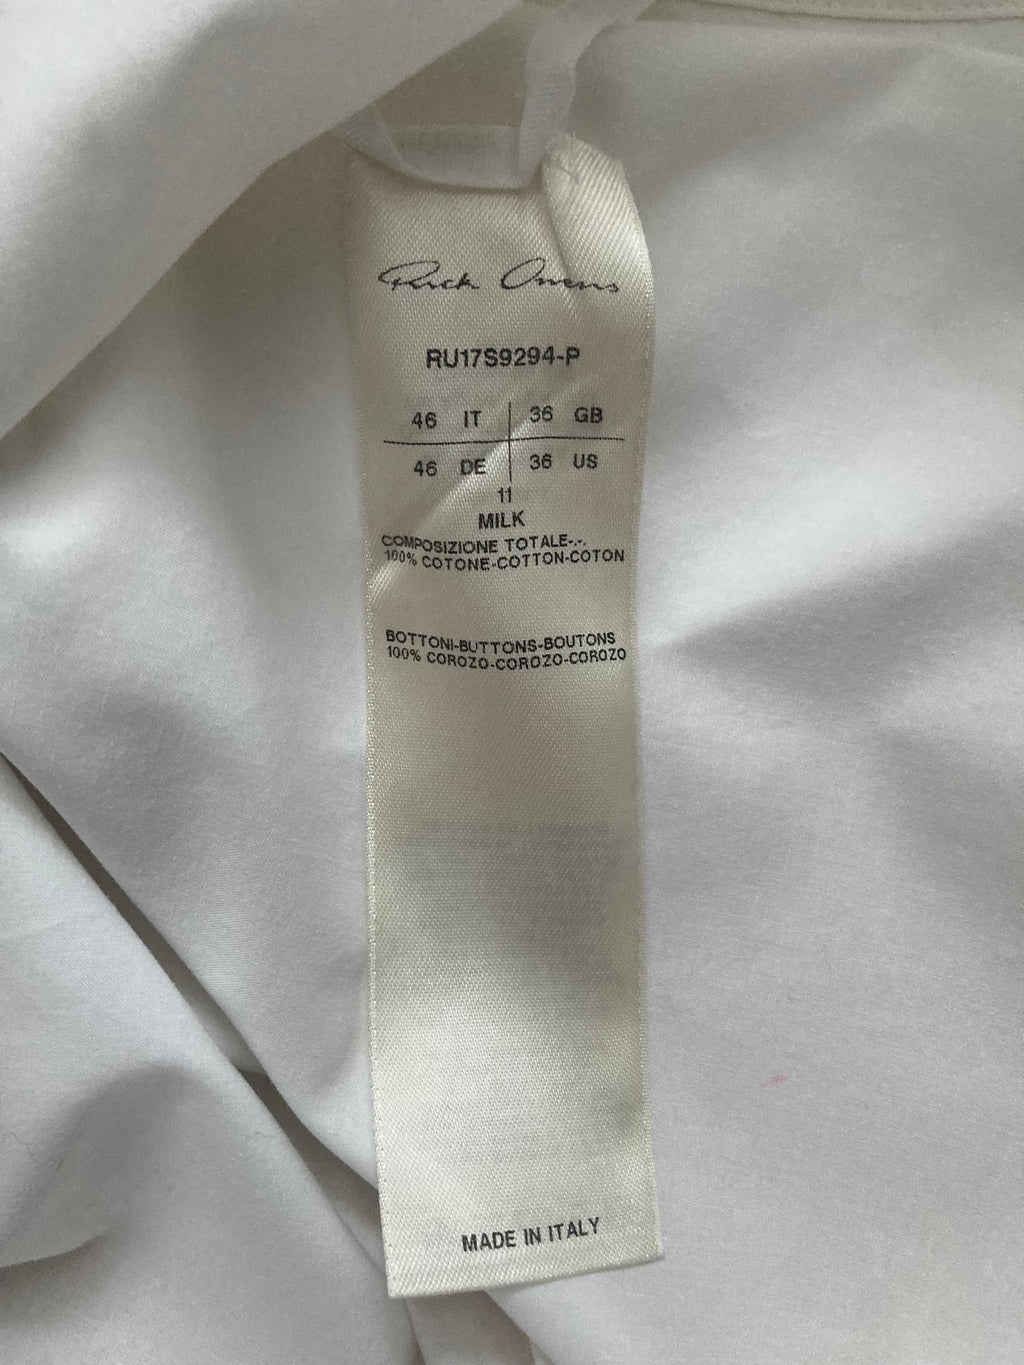 Rick Owens
RU17S9294-P
46 IT 36 GB
46 DE 36 US
11
MILK
COMPOSIZIONE TOTALE-.-.
100% COTONE-COTTON-COTON
BOTTONI-BUTTONS-BOUTONS
100% COROZO-COROZO-COROZO
MADE IN ITALY